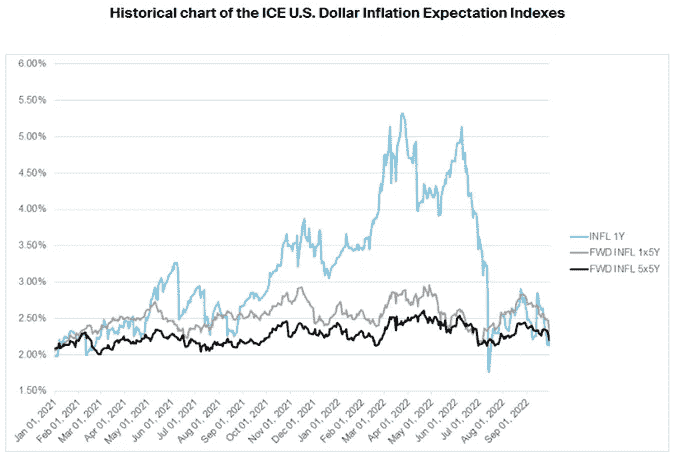 Historical chart of the ICE U.S. Dollar Inflation Expectation Indexes
6.00%
5.50%
5.00%
4.50%
4.00%
3.50%
3.00%
2.50%
2.00%
1.50%
INFL 1Y
FWD INFL 1x5Y
FWD INFL 5x5Y
Jan 01, 2021
Feb 01, 2021
Mar 01, 2021
Apr 01, 2021
May 01, 2021
Jun 01, 2021
Jul 01, 2021
Aug 01, 2021
Sep 01, 2021
Oct 01, 2021
Nov 01, 2021
Dec 01, 2021
Jan 01, 2022
Feb 01, 2022
Mar 01, 2022
Apr 01, 2022
May 01, 2022
Jun 01, 2022
Jul 01, 2022
Aug 01, 2022
Sep 01, 2022